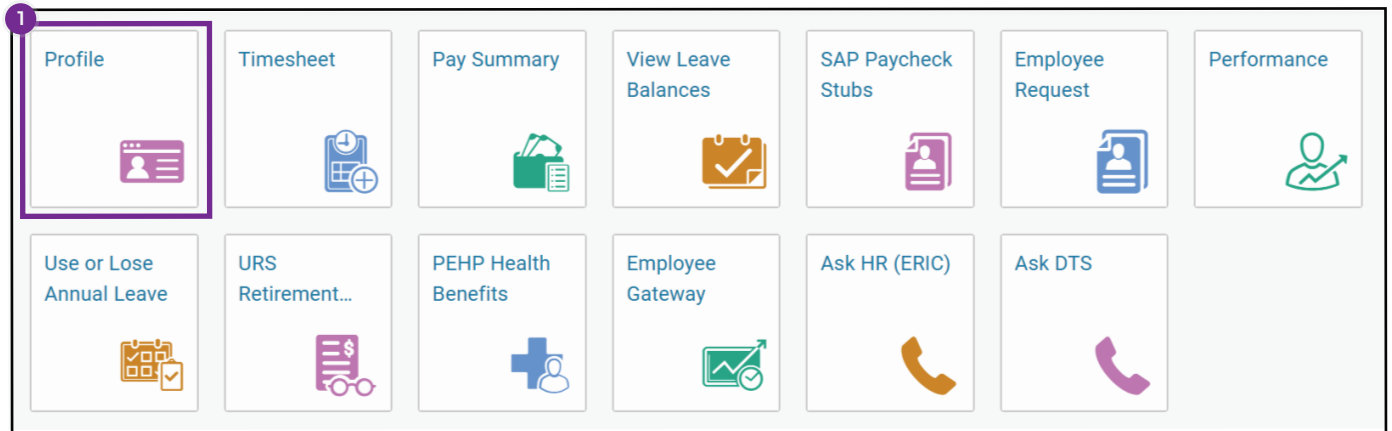 1
Profile
Timesheet
Pay Summary
View Leave
Balances
SAP Paycheck
Stubs
Employee
Request
Performance
Use or Lose
Annual Leave
URS
Retirement...
PEHP Health
Benefits
Employee
Gateway
Ask HR (ERIC)
Ask DTS